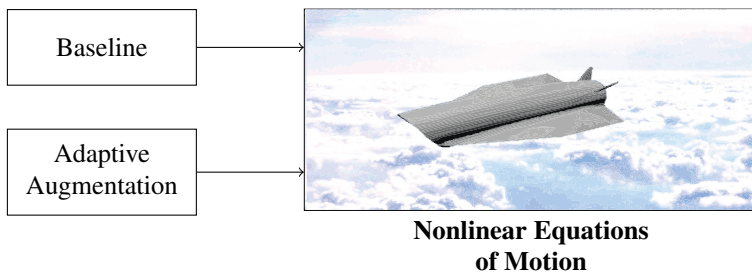 Baseline
Adaptive
Augmentation
Nonlinear Equations
of Motion